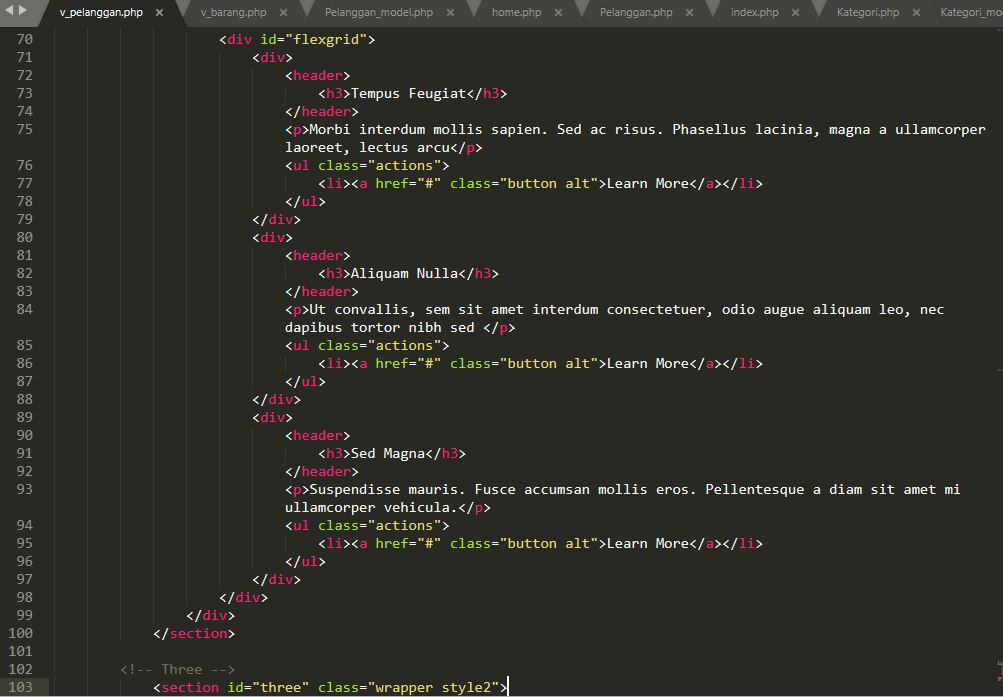 v_pelanggan.php × v_barang.php × Pelanggan_model.php × home.php × Pelanggan.php × index.php × Kategori.php × Kategori_mo
70 <div id="flexgrid">
71 <div>
72 <header>
73 <h3>Tempus Feugiat</h3>
74 </header>
75 <p>Morbi interdum mollis sapien. Sed ac risus. Phasellus lacinia, magna a ullamcorper
laoreet, lectus arcu</p>
76 <ul class="actions">
77 <li><a href="#" class="button alt">Learn More</a></li>
78 </ul>
79 </div>
80 <div>
81 <header>
82 <h3>Aliquam Nulla</h3>
83 </header>
84 <p>Ut convallis, sem sit amet interdum consectetuer, odio augue aliquam leo, nec
dapibus tortor nibh sed </p>
85 <ul class="actions">
86 <li><a href="#" class="button alt">Learn More</a></li>
87 </ul>
88 </div>
89 <div>
90 <header>
91 <h3>Sed Magna</h3>
92 </header>
93 <p>Suspendisse mauris. Fusce accumsan mollis eros. Pellentesque a diam sit amet mi
ullamcorper vehicula.</p>
94 <ul class="actions">
95 <li><a href="#" class="button alt">Learn More</a></li>
96 </ul>
97 </div>
98 </div>
99 </div>
100 </section>
101
102 <!-- Three -->
103 <section id="three" class="wrapper style2">